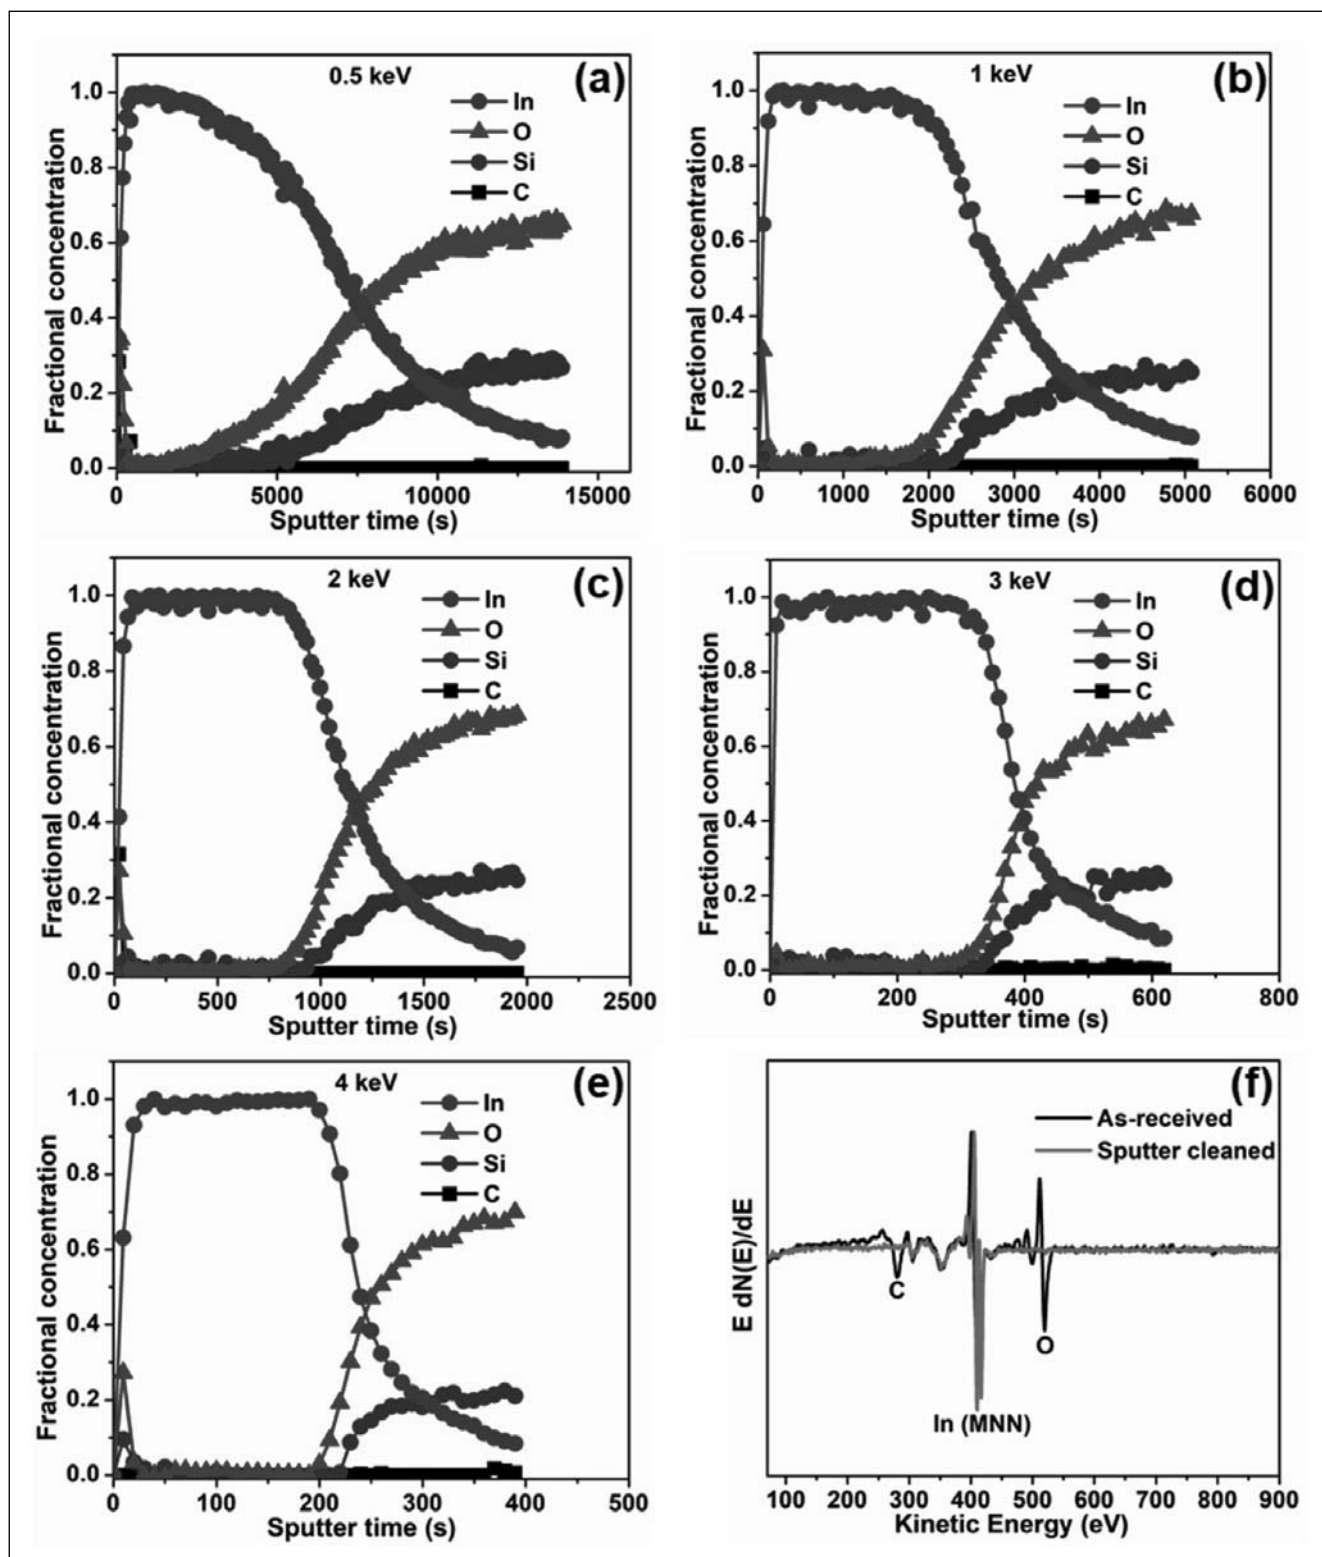 0.5 keV (a)
In
O
Si
C
Fractional concentration
1.0
0.8
0.6
0.4
0.2
0.0
0 5000 10000 15000
Sputter time (s)
1 keV (b)
In
O
Si
C
Fractional concentration
1.0
0.8
0.6
0.4
0.2
0.0
0 1000 2000 3000 4000 5000 6000
Sputter time (s)
2 keV (c)
In
O
Si
C
Fractional concentration
1.0
0.8
0.6
0.4
0.2
0.0
0 500 1000 1500 2000 2500
Sputter time (s)
3 keV (d)
In
O
Si
C
Fractional concentration
1.0
0.8
0.6
0.4
0.2
0.0
0 200 400 600 800
Sputter time (s)
4 keV (e)
In
O
Si
C
Fractional concentration
1.0
0.8
0.6
0.4
0.2
0.0
0 100 200 300 400 500
Sputter time (s)
(f)
As-received
Sputter cleaned
E dN(E)/dE
C
O
In (MNN)
100 200 300 400 500 600 700 800 900
Kinetic Energy (eV)